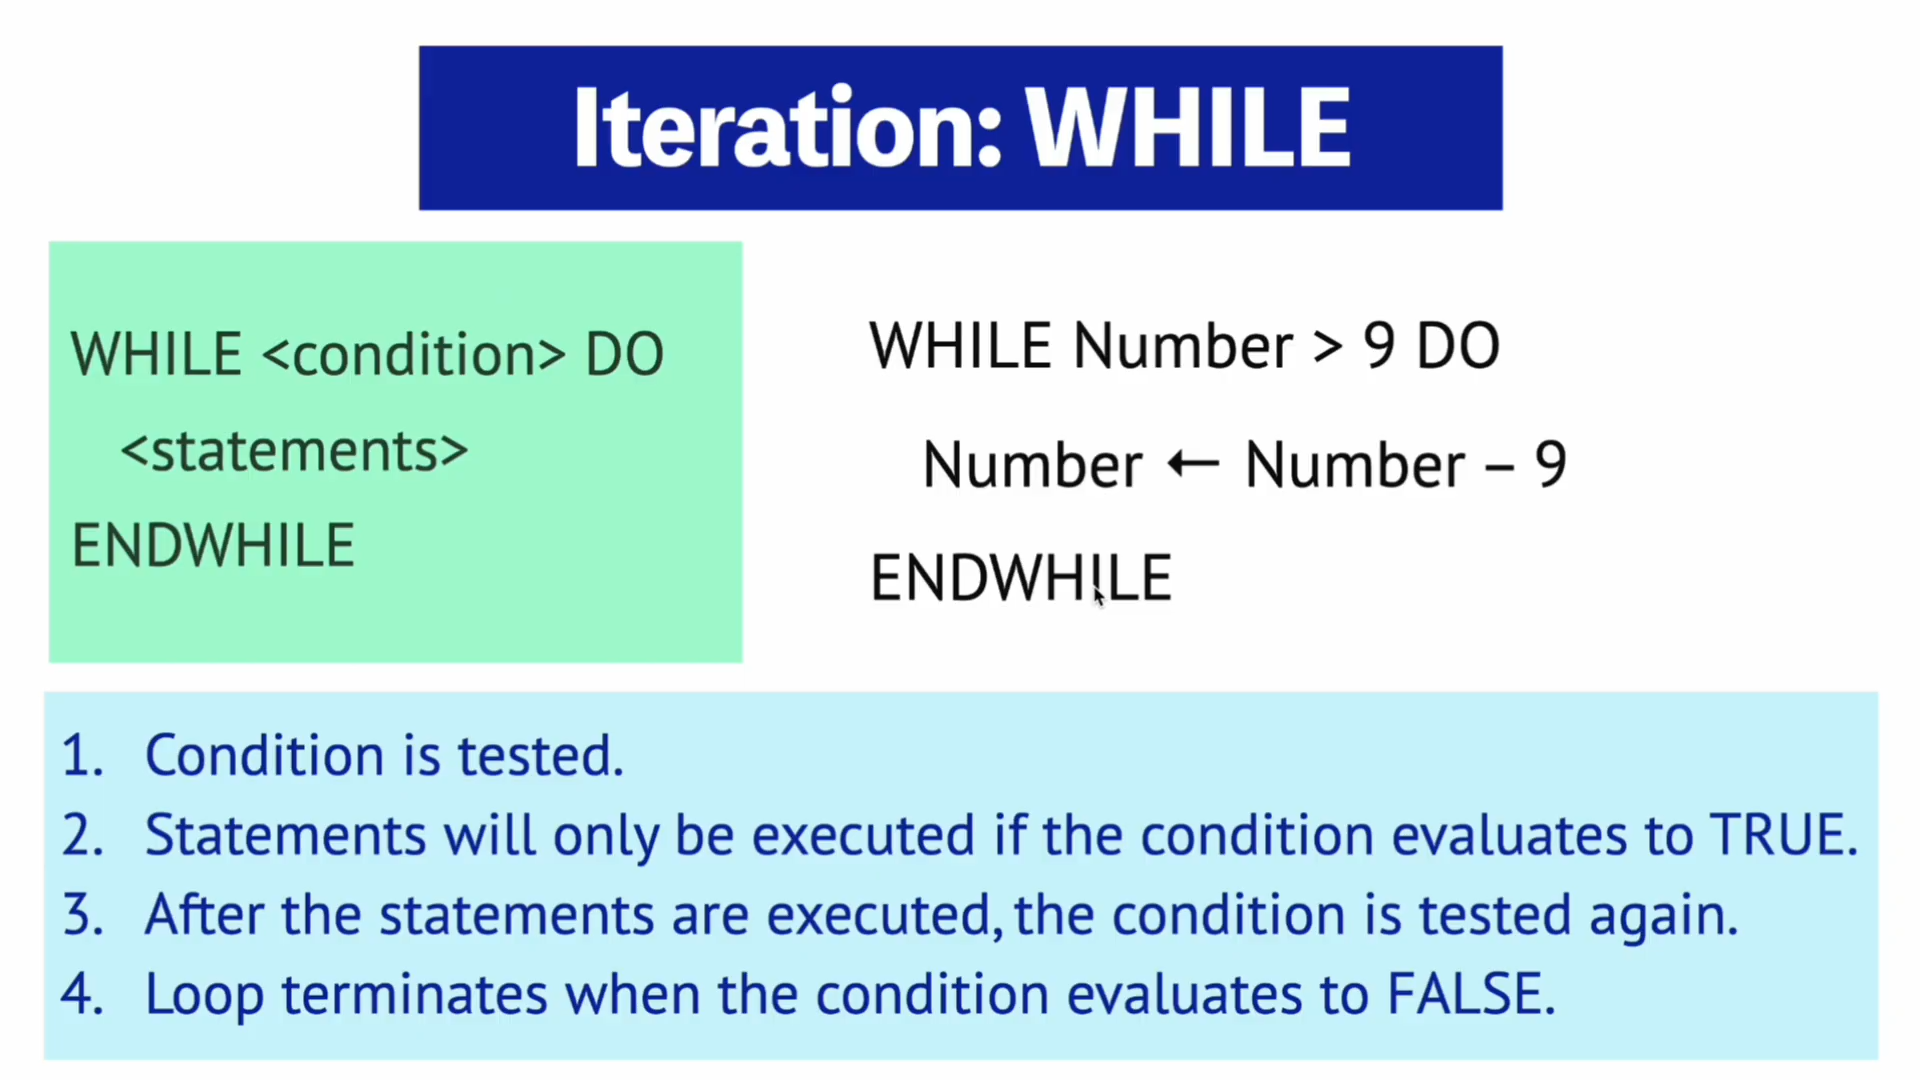 Iteration: WHILE
WHILE <condition> DO
<statements>
ENDWHILE
WHILE Number > 9 DO
Number ← Number – 9
ENDWHILE
1. Condition is tested.
2. Statements will only be executed if the condition evaluates to TRUE.
3. After the statements are executed, the condition is tested again.
4. Loop terminates when the condition evaluates to FALSE.